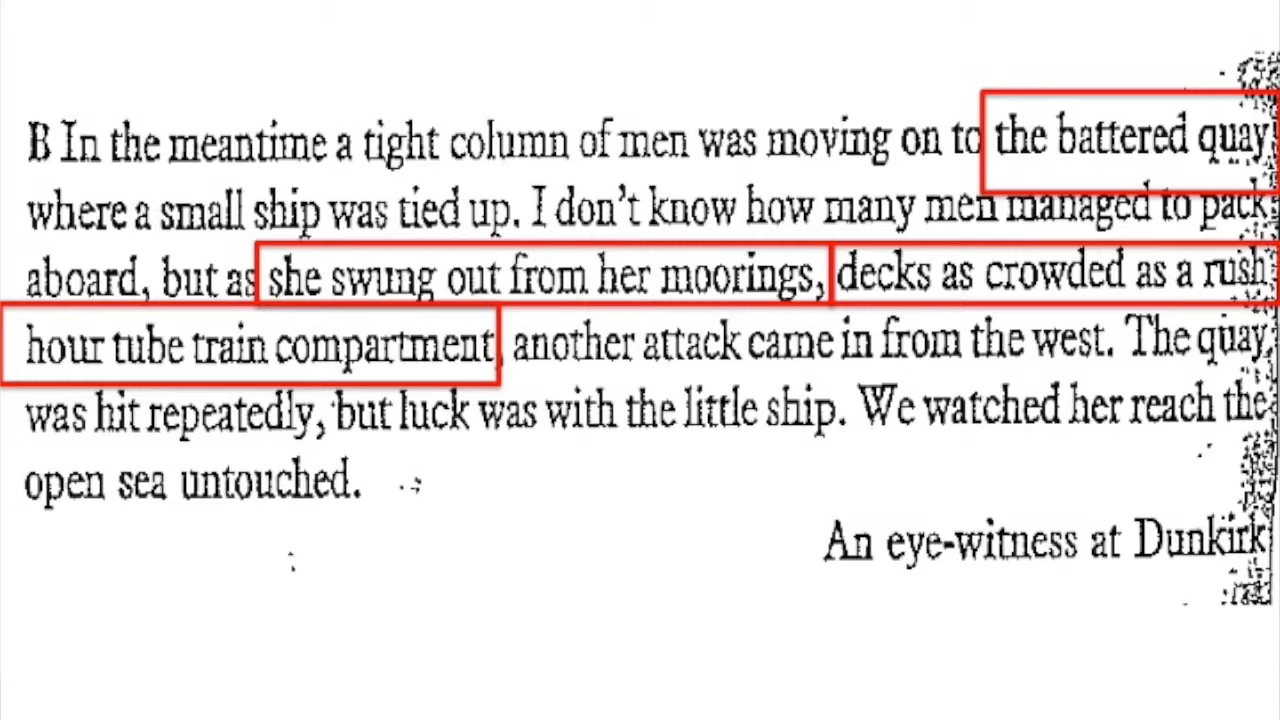 B In the meantime a tight column of men was moving on to the battered quay
where a small ship was tied up. I don't know how many men managed to pack
aboard, but as she swung out from her moorings, decks as crowded as a rush
hour tube train compartment, another attack came in from the west. The quay
was hit repeatedly, but luck was with the little ship. We watched her reach the
open sea untouched.
An eye-witness at Dunkirk